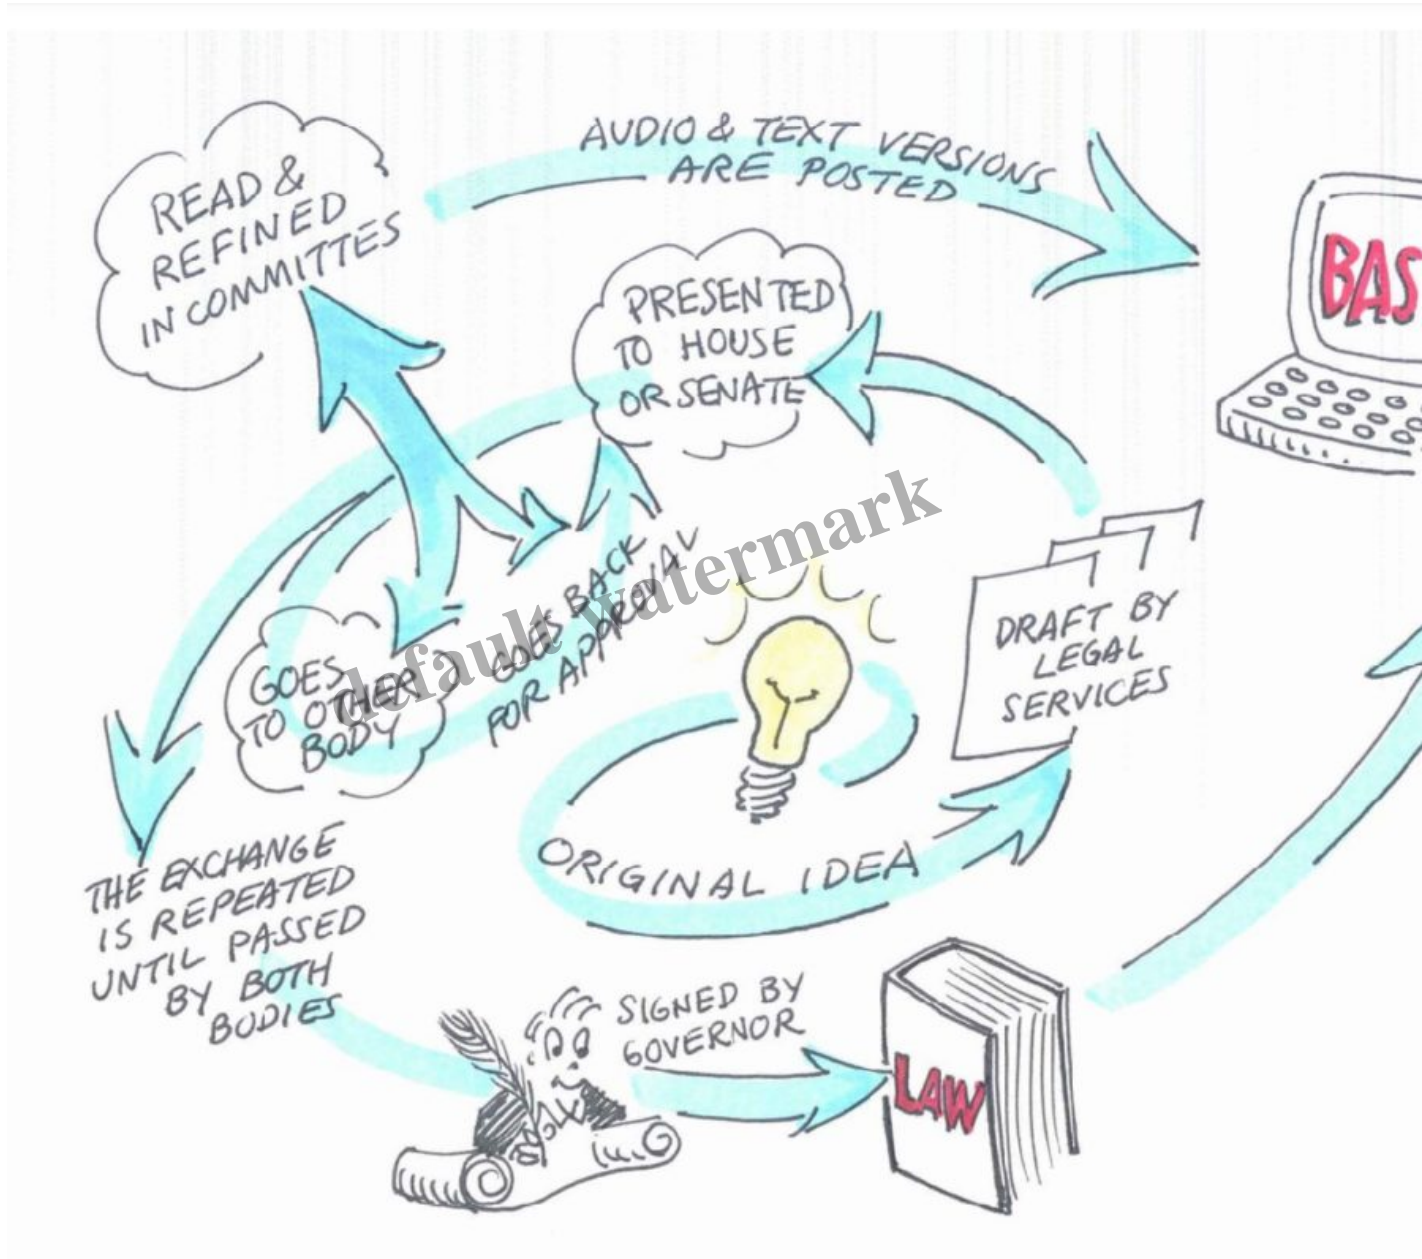 AUDIO & TEXT VERSIONS
ARE POSTED
READ &
REFINED
IN COMMITTES
BAS
PRESENTED
TO HOUSE
OR SENATE
DRAFT BY
LEGAL
SERVICES
GOES BACK
FOR APPROVAL
GOES
TO OTHER
BODY
default watermark
ORIGINAL IDEA
THE EXCHANGE
IS REPEATED
UNTIL PASSED
BY BOTH
BODIES
SIGNED BY
GOVERNOR
LAW